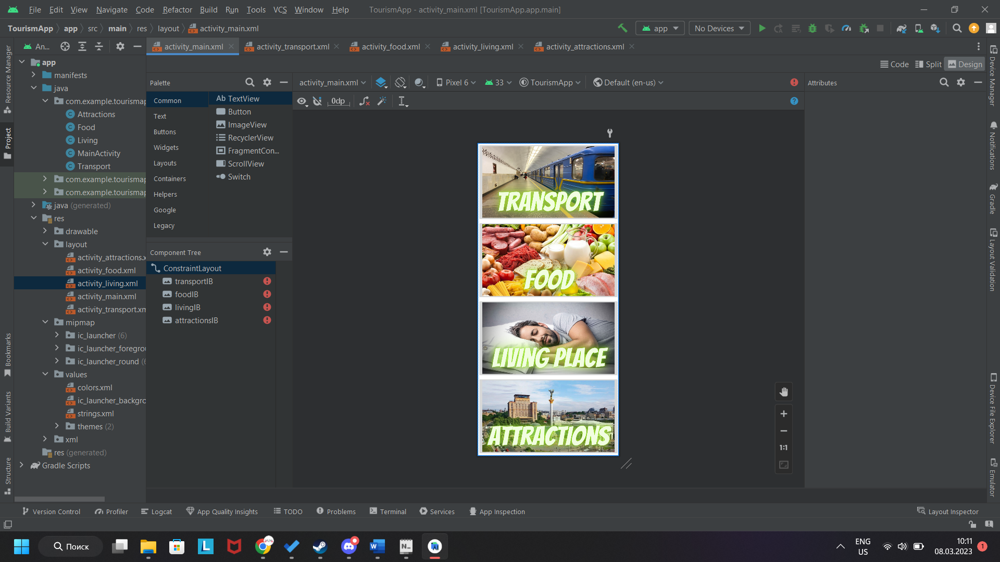 File Edit View Navigate Code Refactor Build Run Tools VCS Window Help TourismApp - activity_main.xml [TourismApp.app.main]
TourismApp app src main res layout activity_main.xml app No Devices
An... activity_main.xml activity_transport.xml activity_food.xml activity_living.xml activity_attractions.xml
Code Split Design
Resource Manager
Project
Bookmarks
Build Variants
Structure
app
manifests
java
com.example.tourismap
Attractions
Food
Living
MainActivity
Transport
com.example.tourismap
com.example.tourismap
java (generated)
res
drawable
layout
activity_attractions.x
activity_food.xml
activity_living.xml
activity_main.xml
activity_transport.xm
mipmap
ic_launcher (6)
ic_launcher_foregrou
ic_launcher_round (6
values
colors.xml
ic_launcher_backgro
strings.xml
themes (2)
xml
res (generated)
Gradle Scripts
Palette
Common
Text
Buttons
Widgets
Layouts
Containers
Helpers
Google
Legacy
Ab TextView
Button
ImageView
RecyclerView
FragmentCon...
ScrollView
Switch
Component Tree
ConstraintLayout
transportIB
foodIB
livingIB
attractionsIB
activity_main.xml Pixel 6 33 TourismApp Default (en-us)
0dp
TRANSPORT
FOOD
LIVING PLACE
ATTRACTIONS
1:1
Attributes
Device Manager
Notifications
Gradle
Layout Validation
Device File Explorer
Emulator
Version Control Profiler Logcat App Quality Insights TODO Problems Terminal Services App Inspection Layout Inspector
Поиск
L
W
N
ENG
US
10:11
08.03.2023
1